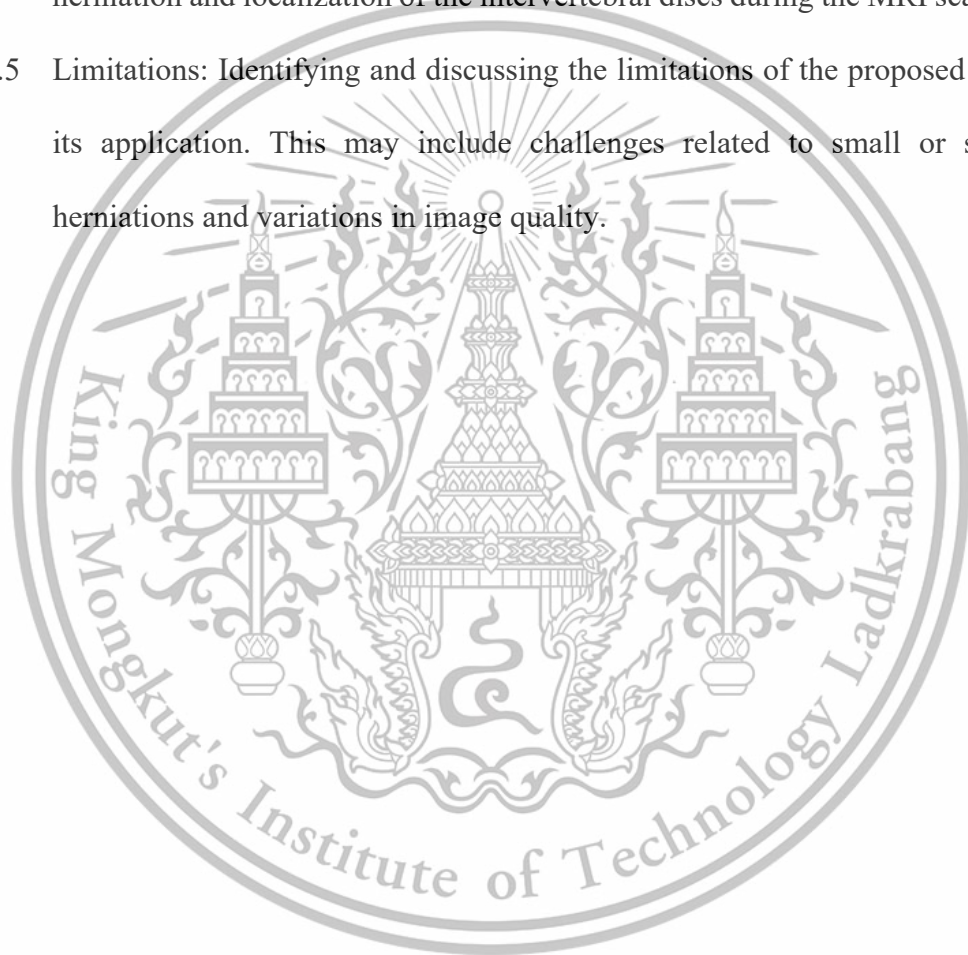 herniation and localization of the intervertebral discs during the MRI sca
.5 Limitations: Identifying and discussing the limitations of the proposed
its application. This may include challenges related to small or s
herniations and variations in image quality.
King Mongkut's Institute of Technology Ladkrabang